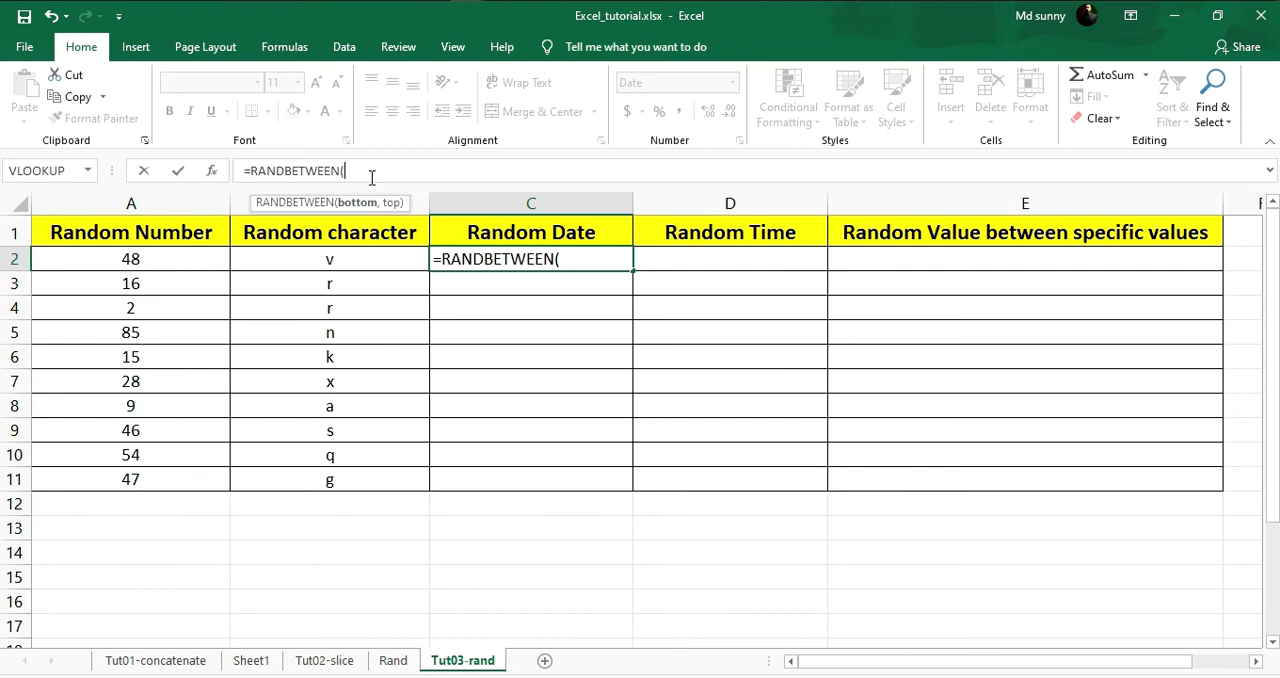 Excel_tutorial.xlsx - Excel
Md sunny
File Home Insert Page Layout Formulas Data Review View Help Tell me what you want to do Share
Paste
Cut
Copy
Format Painter
Clipboard
11 A A
B I U A
Font
ab Wrap Text
Merge & Center
Alignment
Date
$ % , .00
Number
Conditional Formatting
Format as Table
Cell Styles
Styles
Insert Delete Format
Cells
AutoSum
Fill
Clear
Sort & Filter
Find & Select
Editing
VLOOKUP fx =RANDBETWEEN(
RANDBETWEEN(bottom, top)
A B C D E F
1 Random Number Random character Random Date Random Time Random Value between specific values
2 48 v =RANDBETWEEN(
3 16 r
4 2 r
5 85 n
6 15 k
7 28 x
8 9 a
9 46 s
10 54 q
11 47 g
12
13
14
15
16
17
18
Tut01-concatenate Sheet1 Tut02-slice Rand Tut03-rand